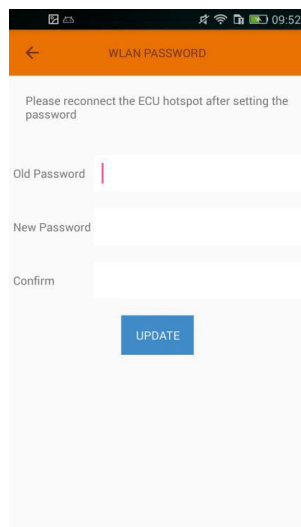 09:52
WLAN PASSWORD
Please reconnect the ECU hotspot after setting the
password
Old Password
New Password
Confirm
UPDATE